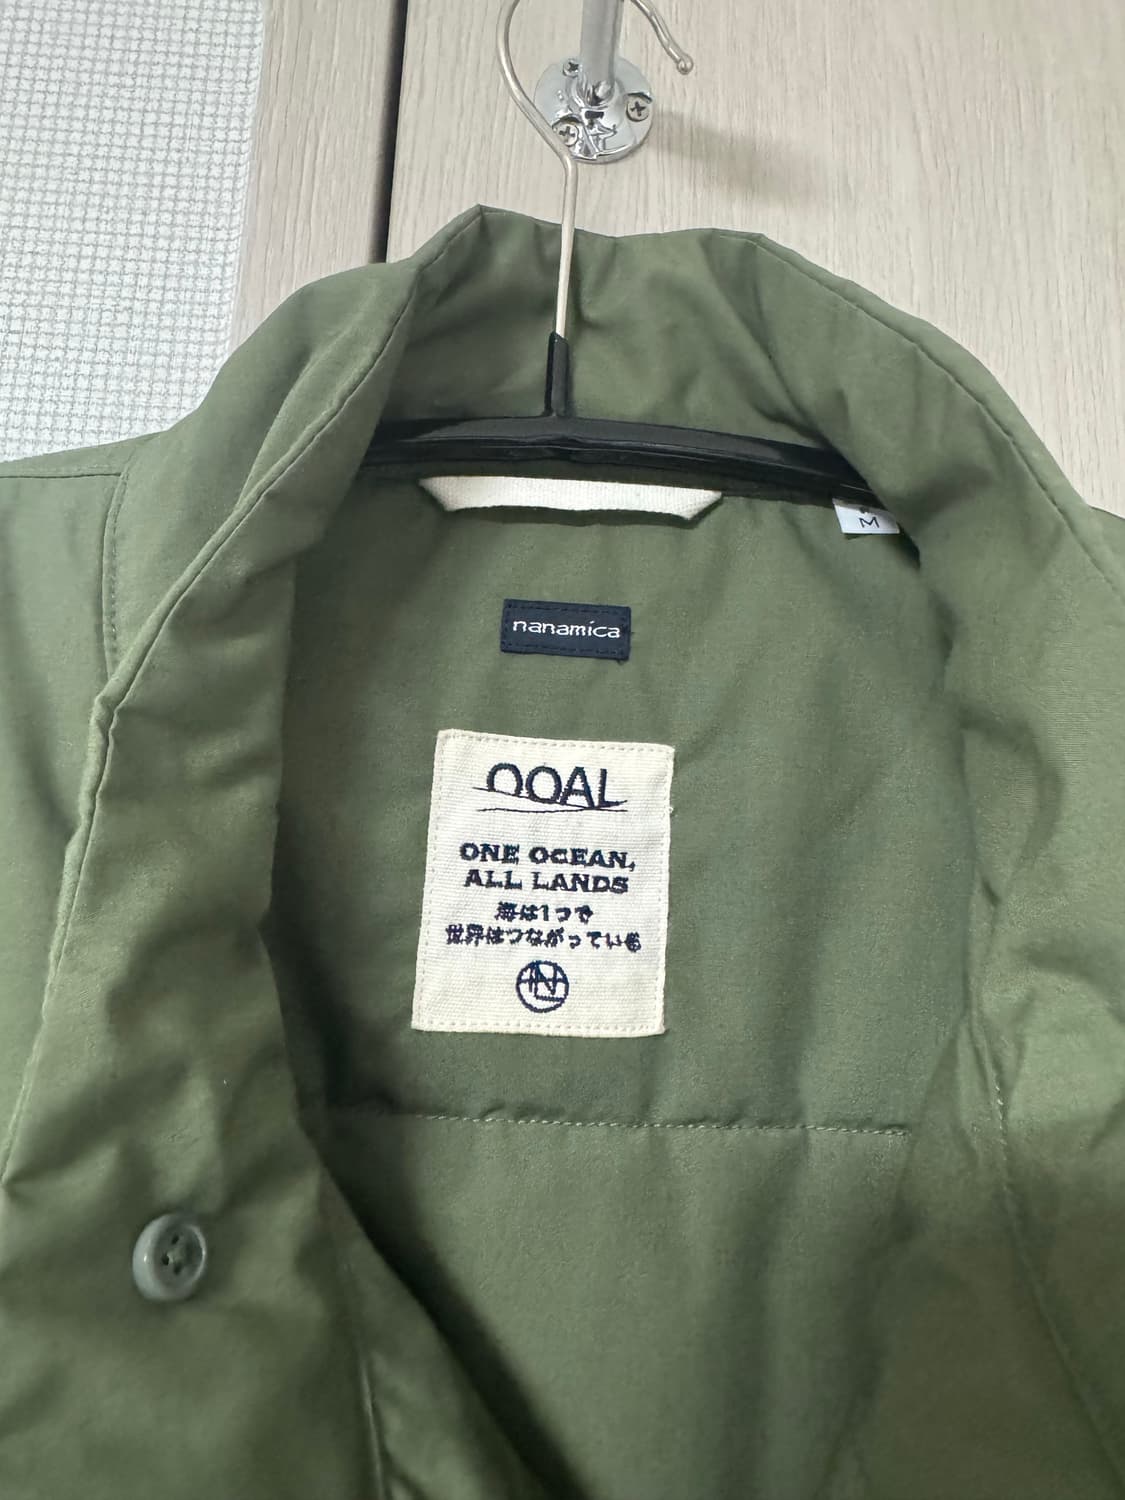 M
nanamica
OOAL
ONE OCEAN,
ALL LANDS
海は1つで
世界はつながっている